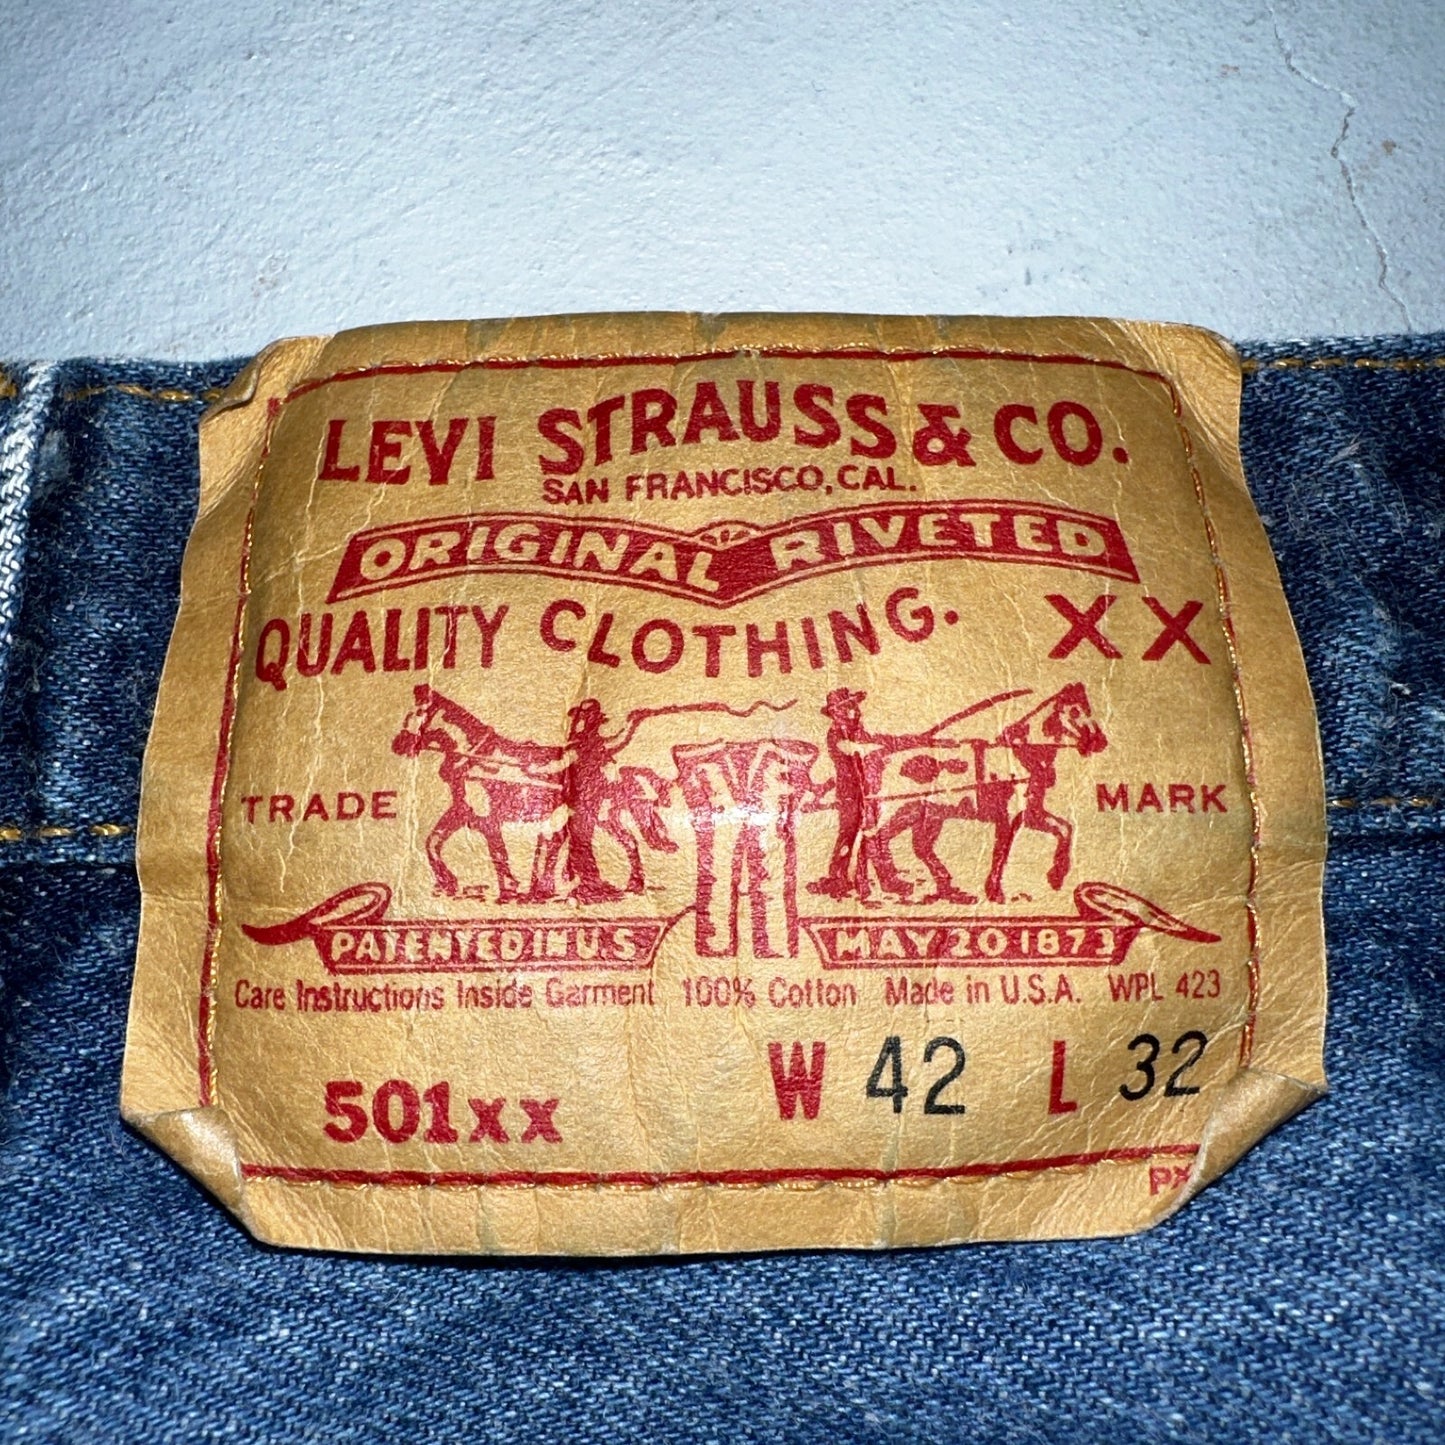 LEVI STRAUSS & CO.
SAN FRANCISCO, CAL.
ORIGINAL RIVETED
QUALITY CLOTHING. XX
TRADE MARK
PATENTED IN U.S. MAY 20 1873
Care Instructions Inside Garment 100% Cotton Made in U.S.A. WPL 423
501xx W 42 L 32